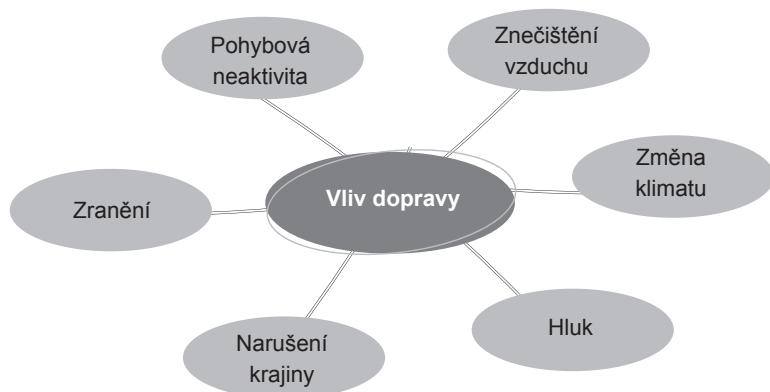 Pohybová
neaktivita
Znečištění
vzduchu
Změna
klimatu
Vliv dopravy
Zranění
Hluk
Narušení
krajiny